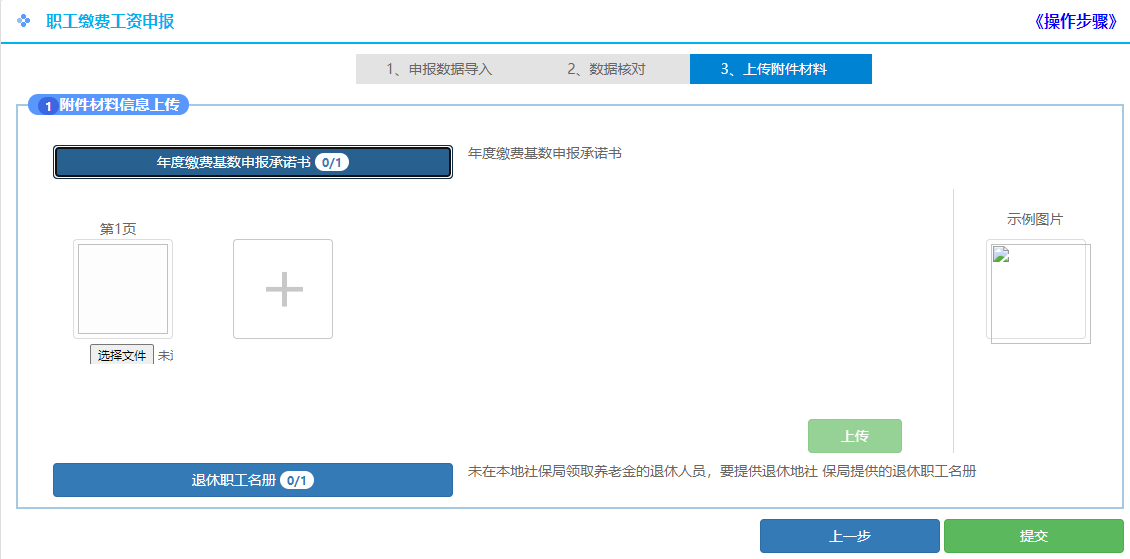 职工缴费工资申报
《操作步骤》
1、申报数据导入
2、数据核对
3、上传附件材料
1 附件材料信息上传
年度缴费基数申报承诺书 0/1
年度缴费基数申报承诺书
第1页
示例图片
选择文件 未
上传
退休职工名册 0/1
未在本地社保局领取养老金的退休人员，要提供退休地社 保局提供的退休职工名册
上一步
提交